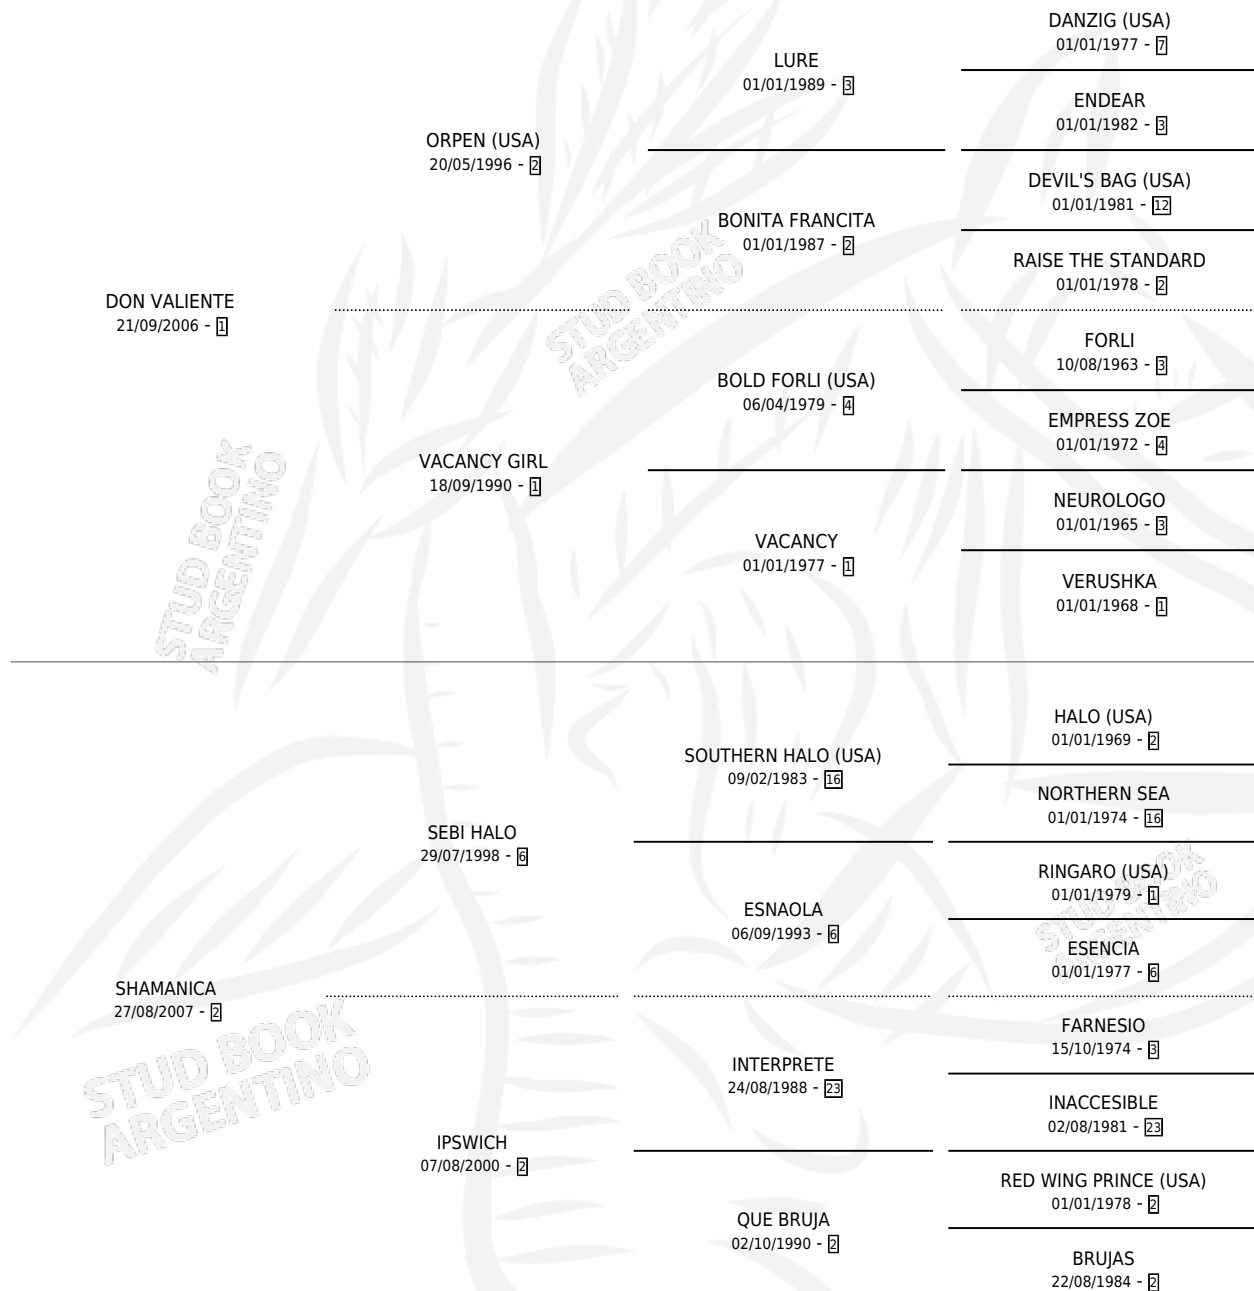 DANZIG (USA)
01/01/1977 - 7
LURE
01/01/1989 - 3
ENDEAR
01/01/1982 - 3
ORPEN (USA)
20/05/1996 - 2
DEVIL'S BAG (USA)
01/01/1981 - 12
BONITA FRANCITA
01/01/1987 - 2
RAISE THE STANDARD
01/01/1978 - 2
DON VALIENTE
21/09/2006 - 1
FORLI
10/08/1963 - 3
BOLD FORLI (USA)
06/04/1979 - 4
EMPRESS ZOE
01/01/1972 - 4
VACANCY GIRL
18/09/1990 - 1
NEUROLOGO
01/01/1965 - 3
VACANCY
01/01/1977 - 1
VERUSHKA
01/01/1968 - 1
HALO (USA)
01/01/1969 - 2
SOUTHERN HALO (USA)
09/02/1983 - 16
NORTHERN SEA
01/01/1974 - 16
SEBI HALO
29/07/1998 - 6
RINGARO (USA)
01/01/1979 - 1
ESNAOLA
06/09/1993 - 6
ESENCIA
01/01/1977 - 6
SHAMANICA
27/08/2007 - 2
FARNESIO
15/10/1974 - 3
INTERPRETE
24/08/1988 - 23
INACCESIBLE
02/08/1981 - 23
IPSWICH
07/08/2000 - 2
RED WING PRINCE (USA)
01/01/1978 - 2
QUE BRUJA
02/10/1990 - 2
BRUJAS
22/08/1984 - 2
STUD BOOK
ARGENTINO
STUD BOOK
ARGENTINO
STUD BOOK
ARGENTINO
STUD BOOK
ARGENTINO